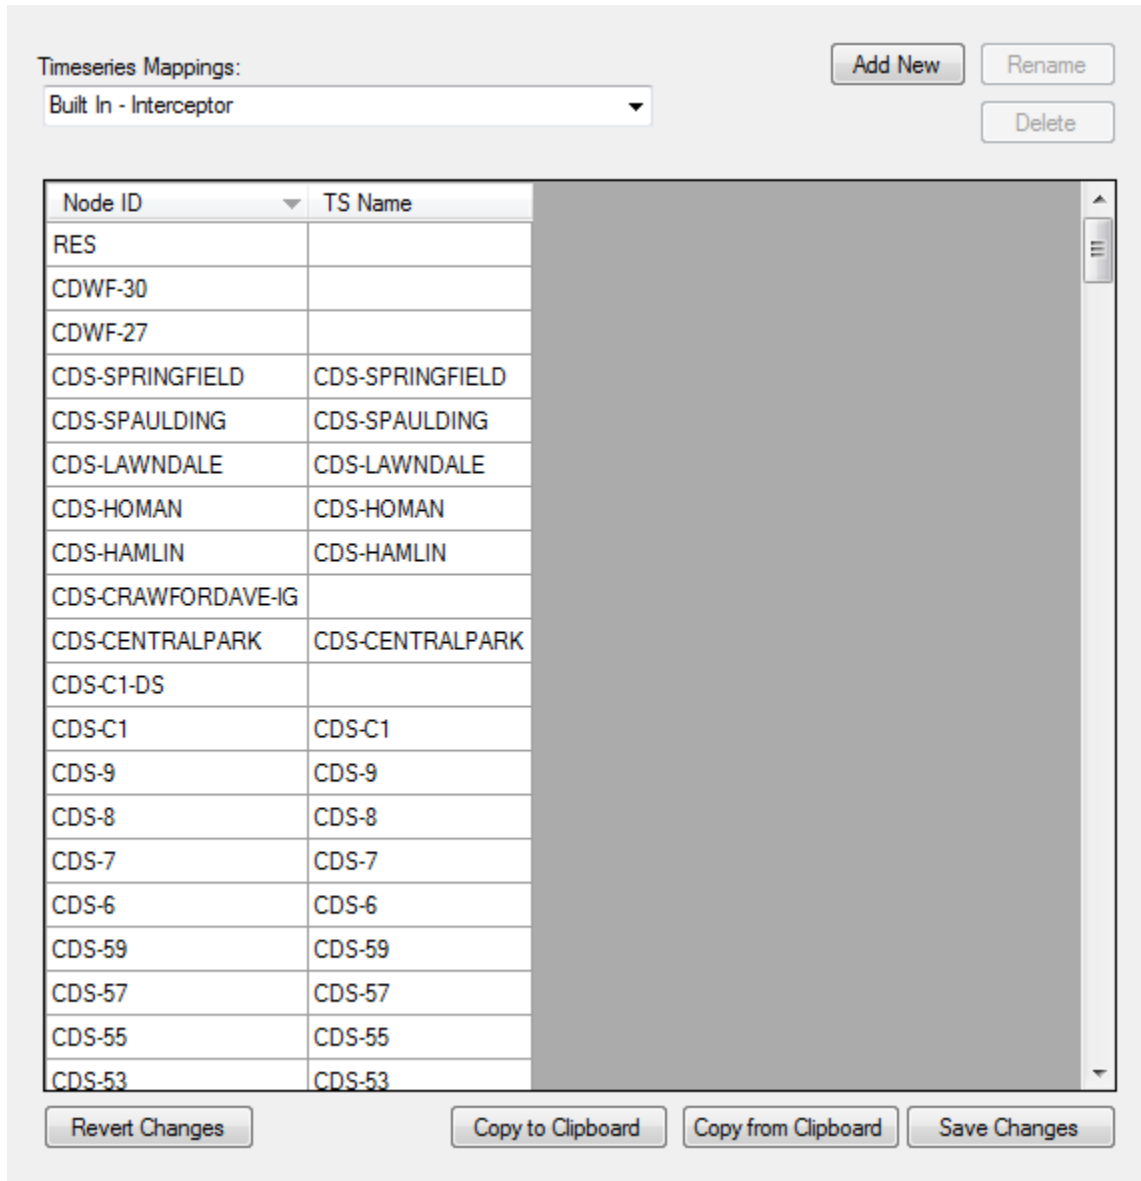 Timeseries Mappings:
Add New
Rename
Built In - Interceptor
Delete
Node ID TS Name
RES
CDWF-30
CDWF-27
CDS-SPRINGFIELD CDS-SPRINGFIELD
CDS-SPAULDING CDS-SPAULDING
CDS-LAWNDALE CDS-LAWNDALE
CDS-HOMAN CDS-HOMAN
CDS-HAMLIN CDS-HAMLIN
CDS-CRAWFORDAVE-IG
CDS-CENTRALPARK CDS-CENTRALPARK
CDS-C1-DS
CDS-C1 CDS-C1
CDS-9 CDS-9
CDS-8 CDS-8
CDS-7 CDS-7
CDS-6 CDS-6
CDS-59 CDS-59
CDS-57 CDS-57
CDS-55 CDS-55
CDS-53 CDS-53
Revert Changes Copy to Clipboard Copy from Clipboard Save Changes